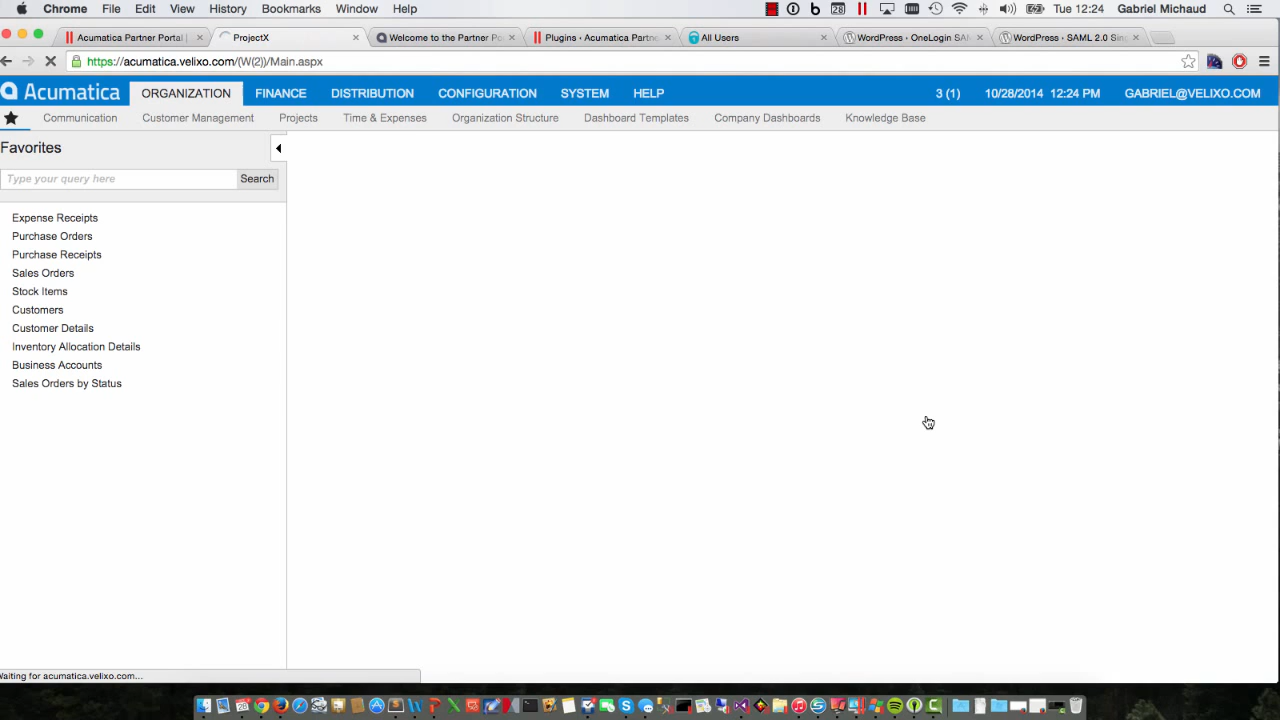 Chrome File Edit View History Bookmarks Window Help 28 Tue 12:24 Gabriel Michaud
Acumatica Partner Portal | ProjectX Welcome to the Partner Po Plugins ‹ Acumatica Partne All Users WordPress › OneLogin SAM WordPress › SAML 2.0 Sin
https://acumatica.velixo.com/(W(2))/Main.aspx
Acumatica ORGANIZATION FINANCE DISTRIBUTION CONFIGURATION SYSTEM HELP 3 (1) 10/28/2014 12:24 PM GABRIEL@VELIXO.COM
Communication Customer Management Projects Time & Expenses Organization Structure Dashboard Templates Company Dashboards Knowledge Base
Favorites
Type your query here Search
Expense Receipts
Purchase Orders
Purchase Receipts
Sales Orders
Stock Items
Customers
Customer Details
Inventory Allocation Details
Business Accounts
Sales Orders by Status
Waiting for acumatica.velixo.com...